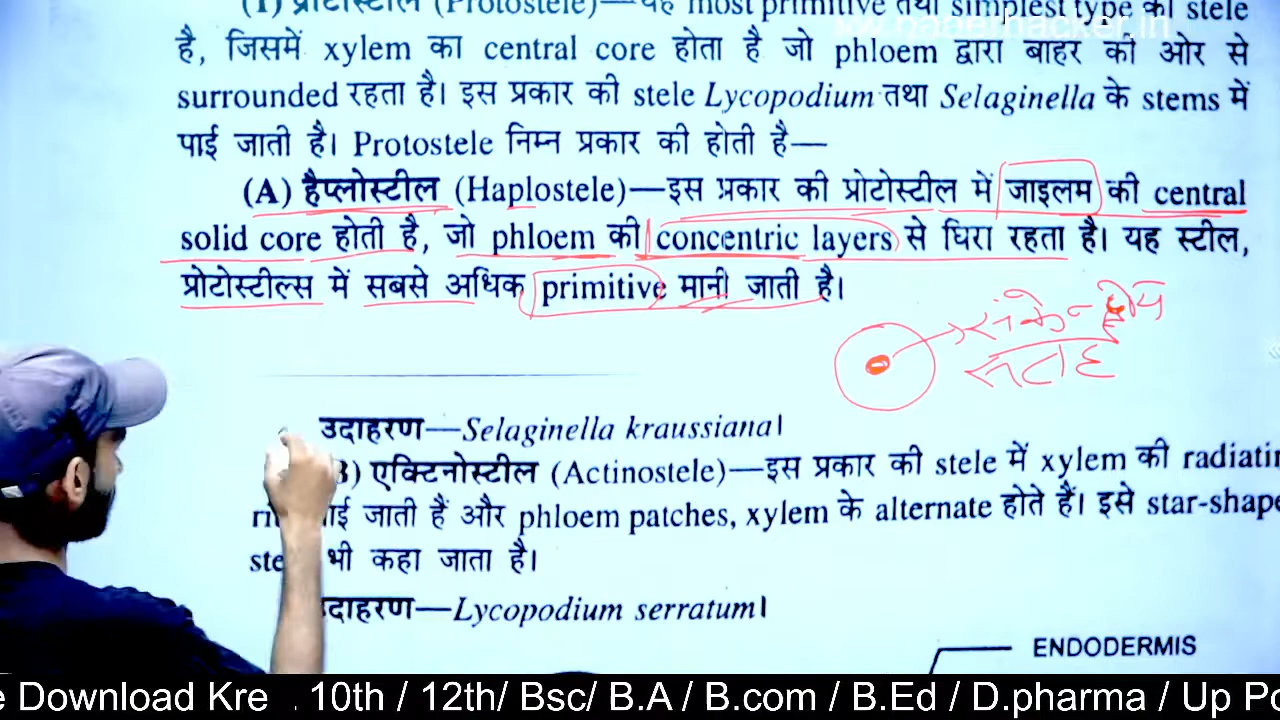 (1) प्रोटोस्टील (Protostele)—यह most primitive तथा simplest type की stele
है, जिसमें xylem का central core होता है जो phloem द्वारा बाहर की ओर से
surrounded रहता है। इस प्रकार की stele Lycopodium तथा Selaginella के stems में
पाई जाती है। Protostele निम्न प्रकार की होती है—
(A) हैप्लोस्टील (Haplostele)—इस प्रकार की प्रोटोस्टील में जाइलम की central
solid core होती है, जो phloem की concentric layers से घिरा रहता है। यह स्टील,
प्रोटोस्टील्स में सबसे अधिक primitive मानी जाती है।
सतह
उदाहरण—Selaginella kraussiana।
एक्टिनोस्टील (Actinostele)—इस प्रकार की stele में xylem की radiatin
जाती हैं और phloem patches, xylem के alternate होते हैं। इसे star-shape
भी कहा जाता है।
दाहरण—Lycopodium serratum।
ENDODERMIS
e Download Kre . 10th / 12th/ Bsc/ B.A / B.com / B.Ed / D.pharma / Up Po